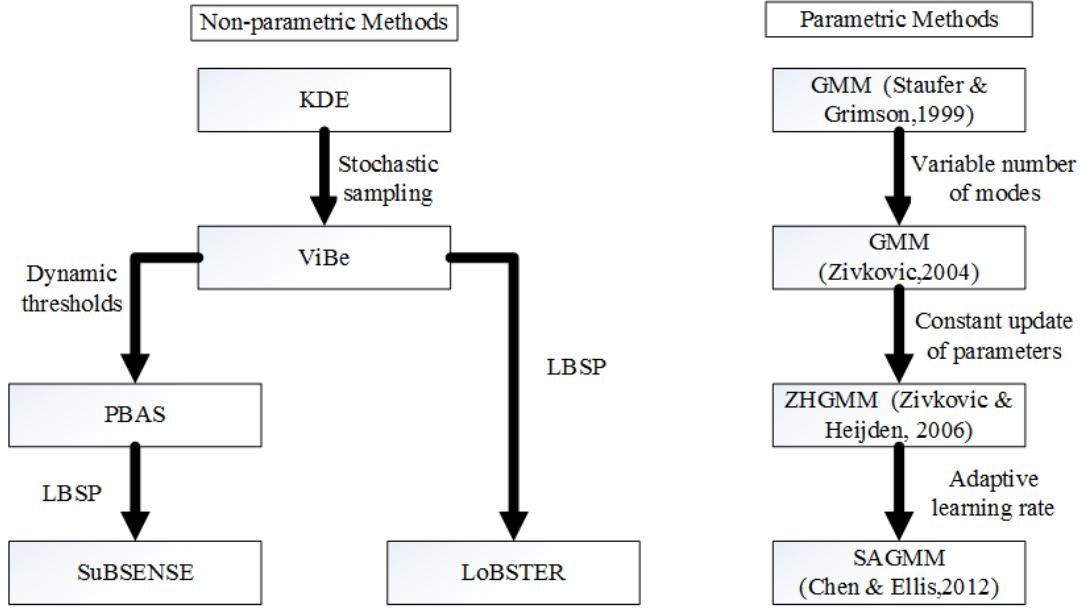 Non-parametric Methods
KDE
Stochastic
sampling
ViBe
Dynamic
thresholds
LBSP
PBAS
LBSP
SuBSENSE
LoBSTER
Parametric Methods
GMM (Staufer &
Grimson,1999)
Variable number
of modes
GMM
(Zivkovic,2004)
Constant update
of parameters
ZHGMM (Zivkovic &
Heijden, 2006)
Adaptive
learning rate
SAGMM
(Chen & Ellis,2012)